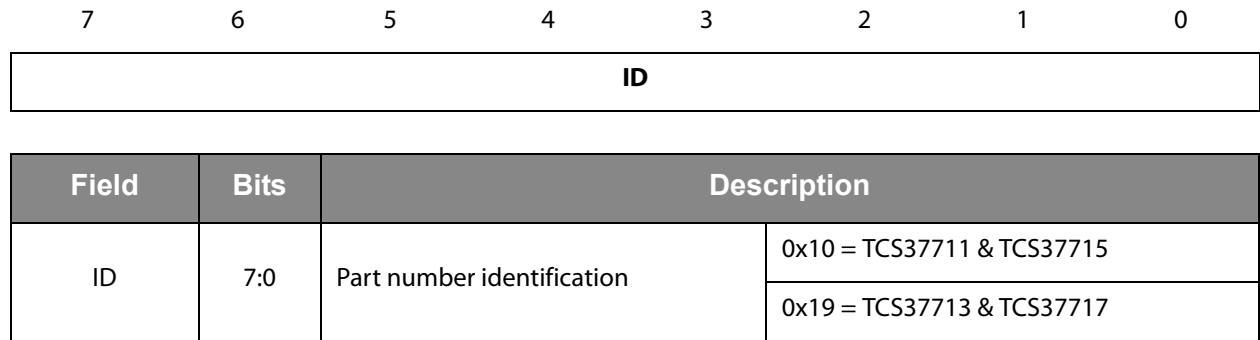 7 6 5 4 3 2 1 0
ID
Field Bits Description
ID 7:0 Part number identification 0x10 = TCS37711 & TCS37715
0x19 = TCS37713 & TCS37717